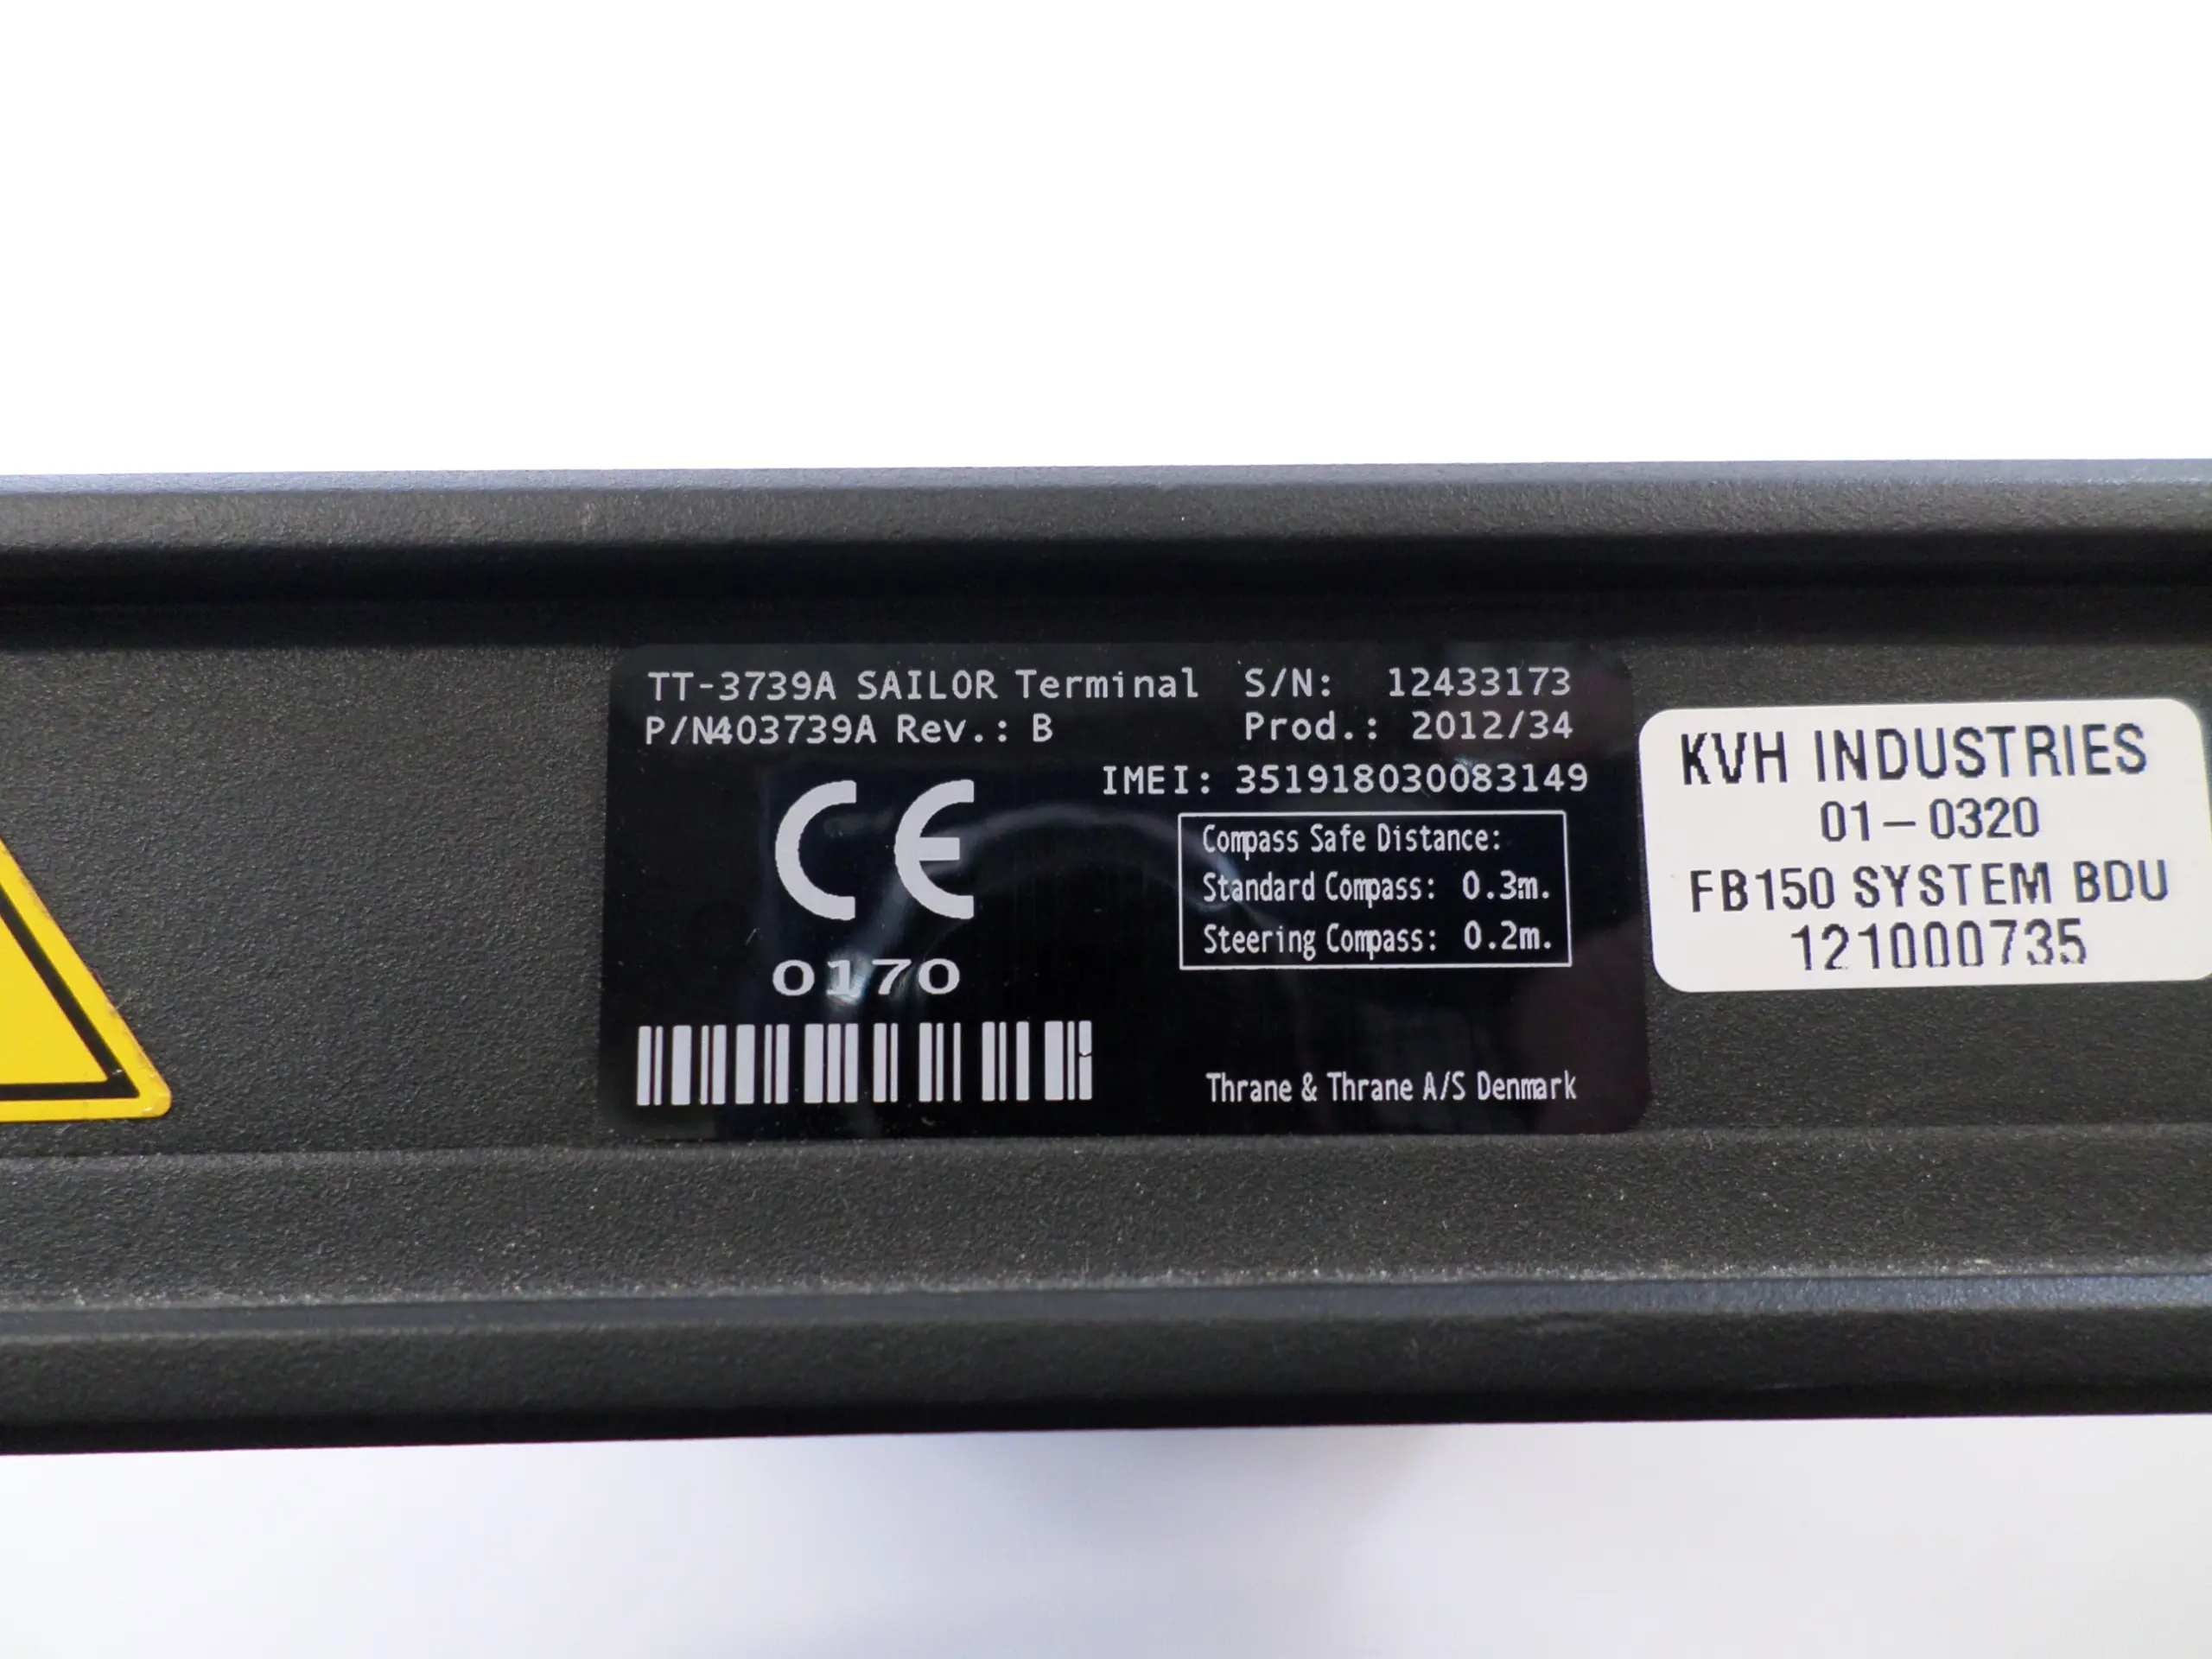 TT-3739A SAILOR Terminal S/N: 12433173
P/N403739A Rev.: B Prod.: 2012/34
IMEI: 351918030083149
CE
0170
Compass Safe Distance:
Standard Compass: 0.3m.
Steering Compass: 0.2m.
Thrane & Thrane A/S Denmark
KVH INDUSTRIES
01-0320
FB150 SYSTEM BDU
121000735